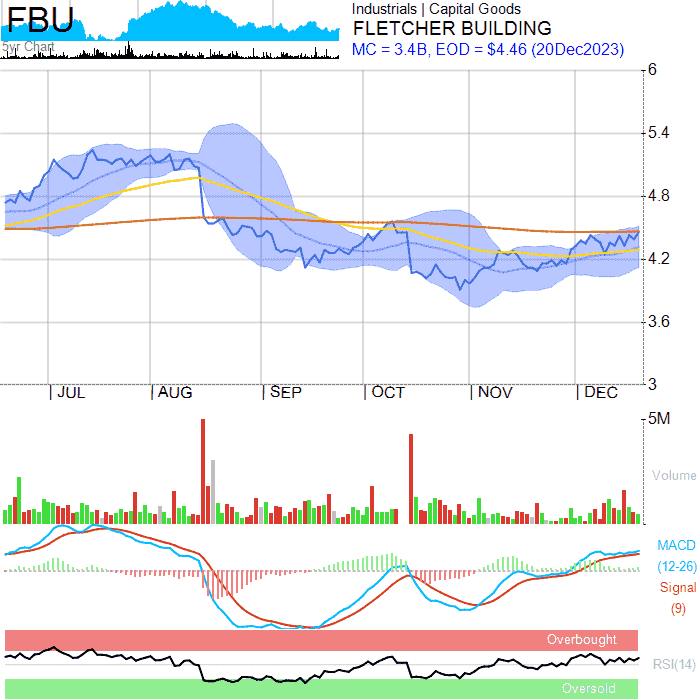 FBU
5yr Chart
Industrials | Capital Goods
FLETCHER BUILDING
MC = 3.4B, EOD = $4.46 (20Dec2023)
6
5.4
4.8
4.2
3.6
3
| JUL | AUG | SEP | OCT | NOV | DEC
5M
Volume
MACD
(12-26)
Signal
(9)
Overbought
RSI(14)
Oversold